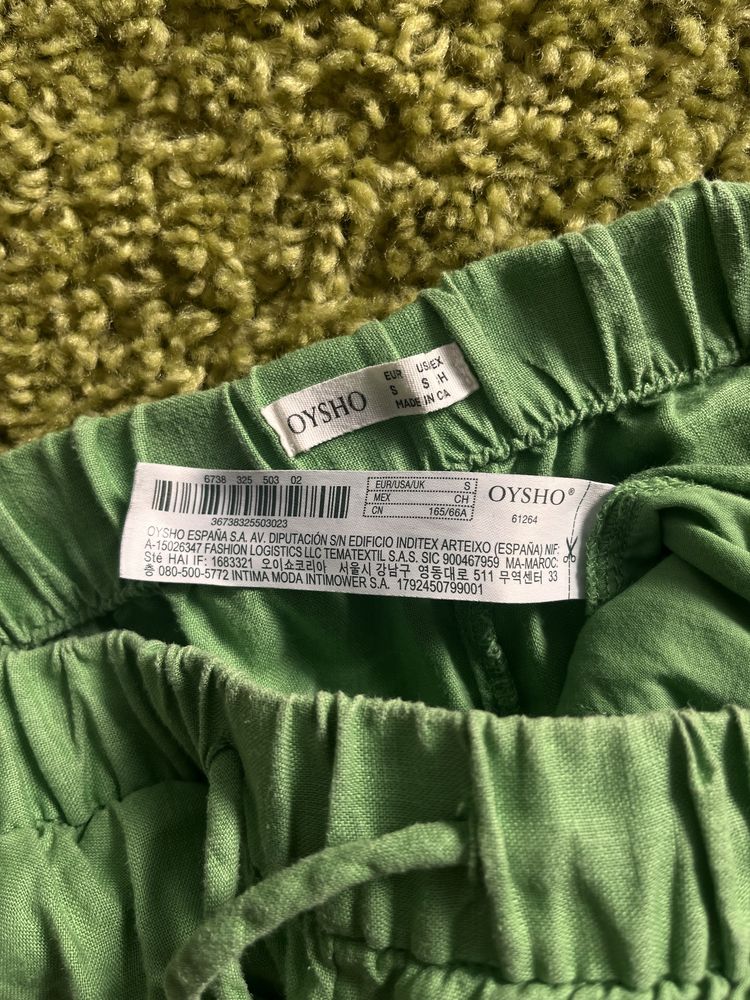 OYSHO
EUR US MEX
S S CH
MADE IN CA
6738 325 503 02
36738325503023
EUR/USA/UK S
MEX CH
CN 165/66A
OYSHO®
61264
OYSHO ESPAÑA S.A. AV. DIPUTACIÓN S/N EDIFICIO INDITEX ARTEIXO (ESPAÑA) NIF:
A-15026347 FASHION LOGISTICS LLC TEMATEXTIL S.A.S. SIC 900467959 MA-MAROC:
Sté HAI IF: 1683321 오이쇼코리아 서울시 강남구 영동대로 511 무역센터 33
층 080-500-5772 INTIMA MODA INTIMOWER S.A. 1792450799001